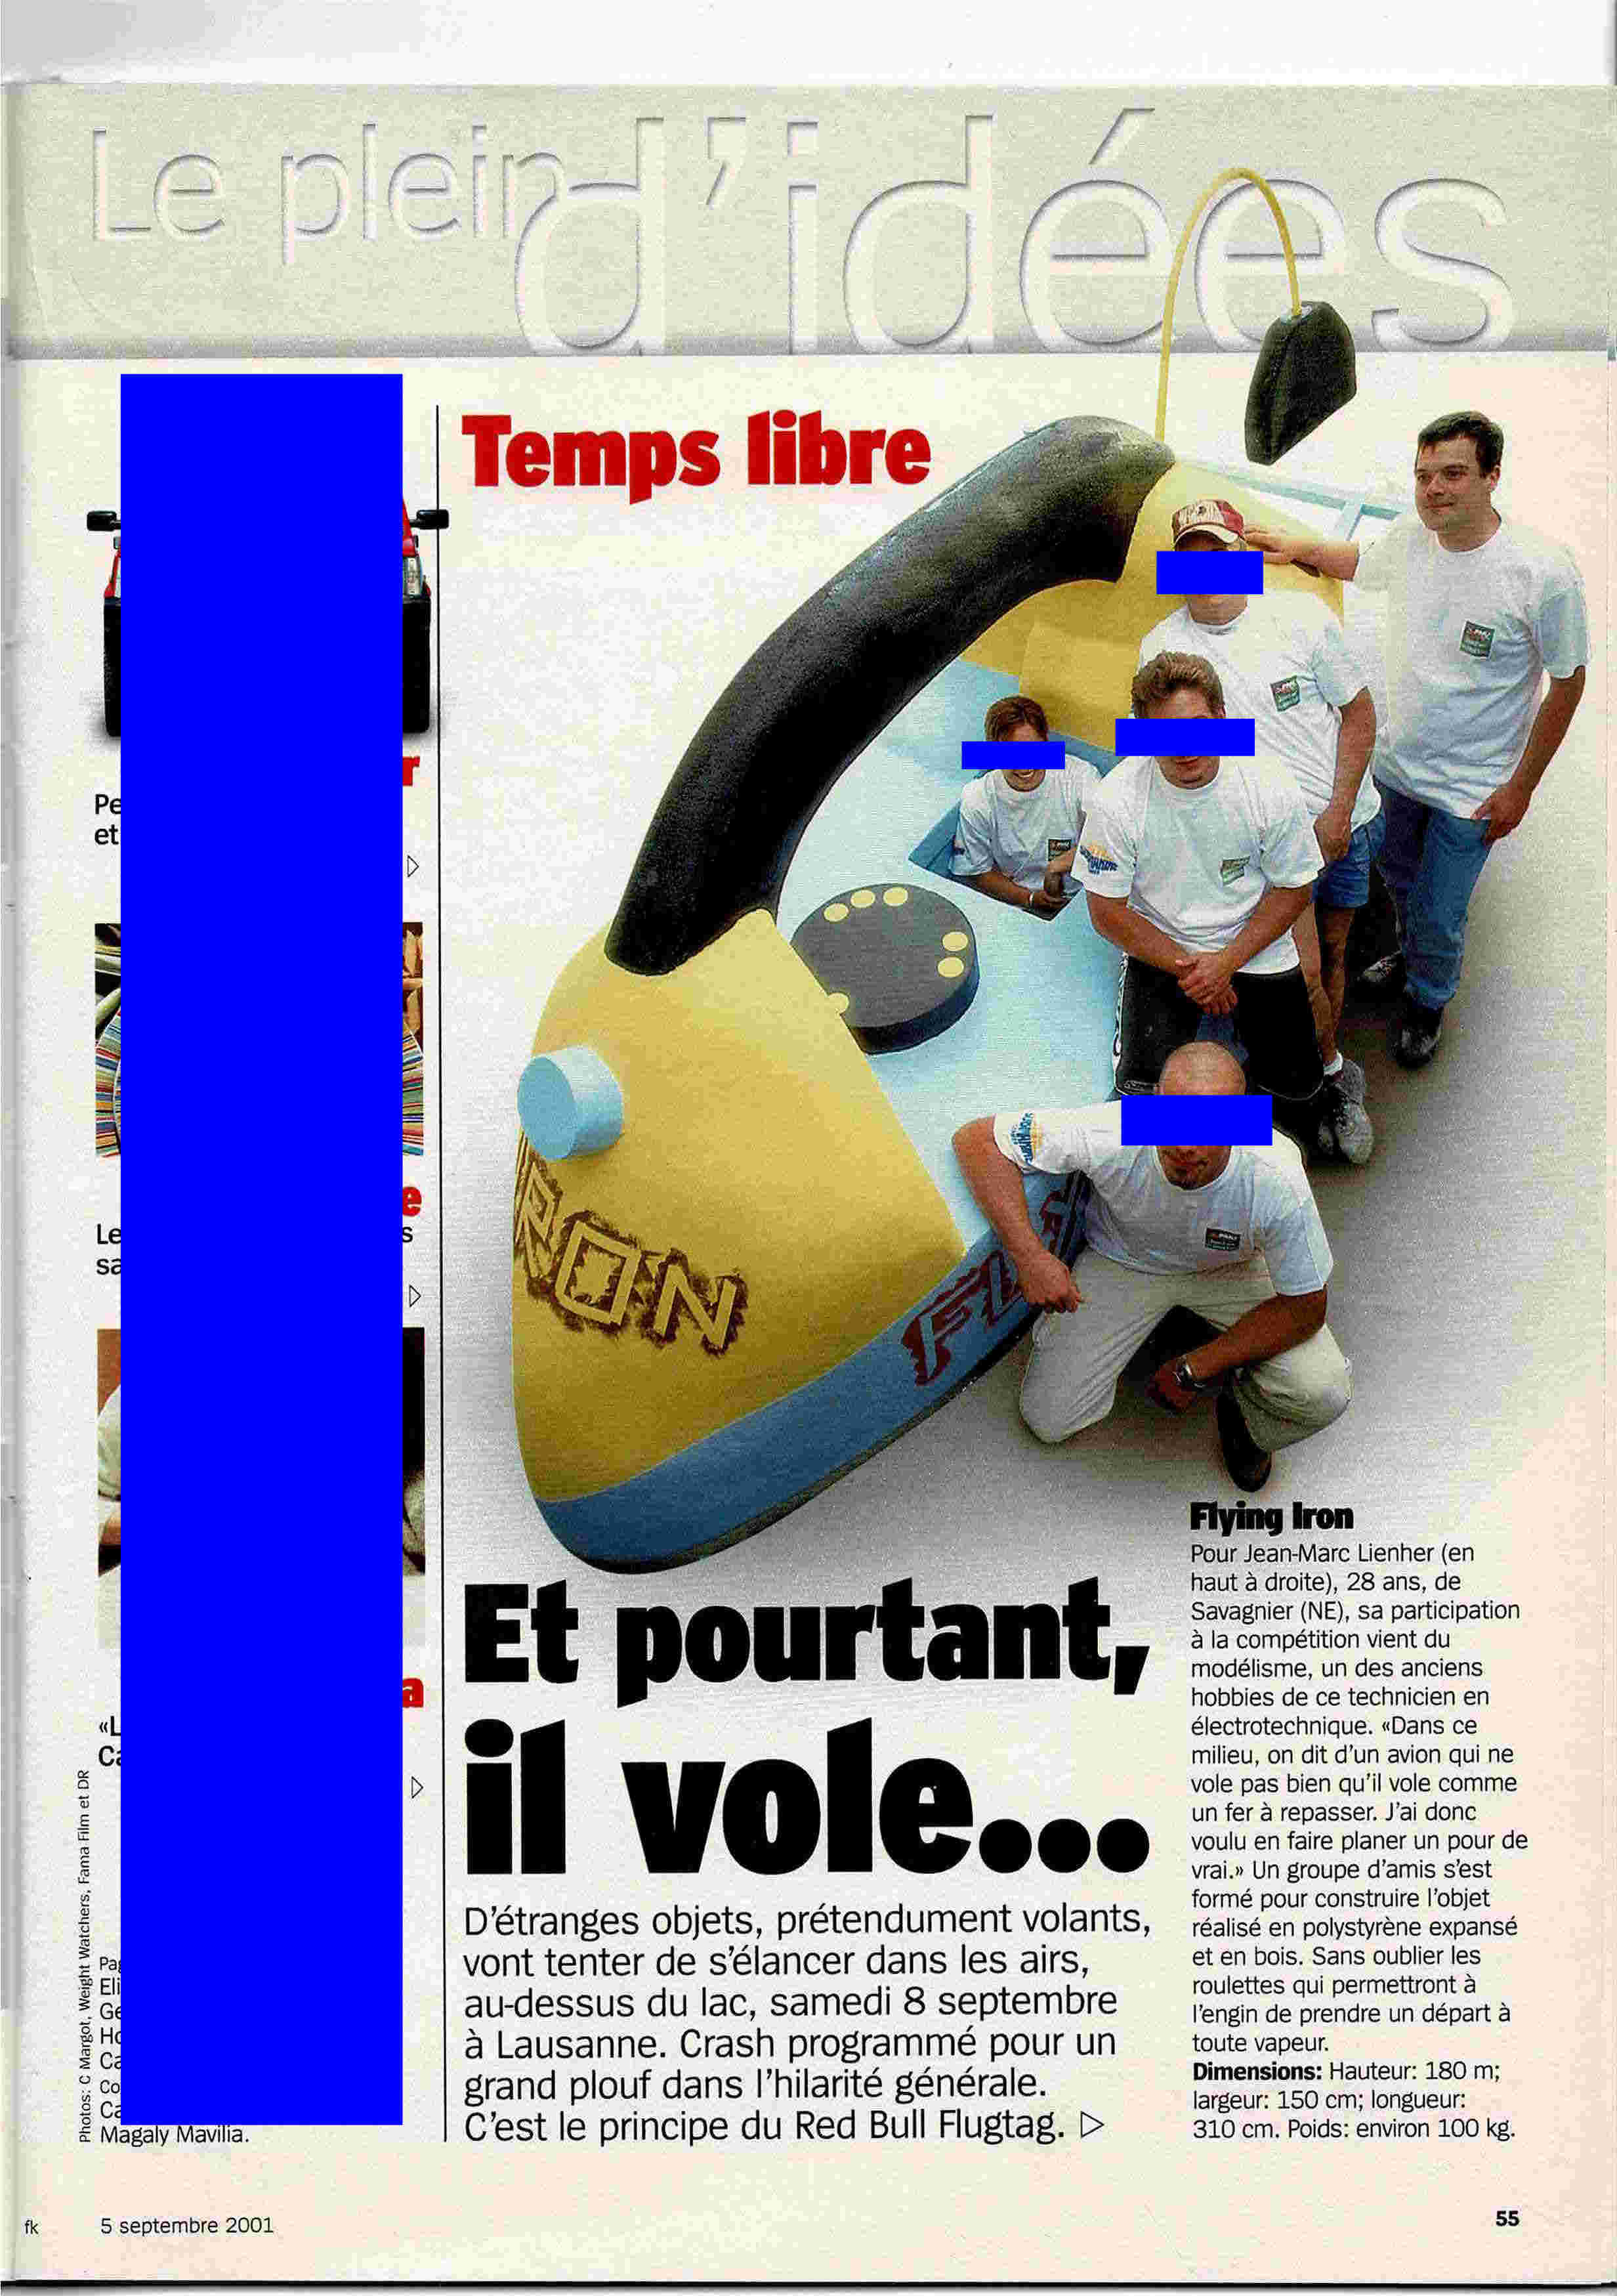 Le plein d'idées
Temps libre
r
Pe
et
▷
e
Le
s
sa
▷
a
«L
Ca
▷
Photos: C Margot, Weight Watchers, Fama Film et DR
Pag
Eli
Ge
Ho
Ca
Co
Ca
Magaly Mavilia.
RON
Flying Iron
Pour Jean-Marc Lienher (en
haut à droite), 28 ans, de
Savagnier (NE), sa participation
à la compétition vient du
modélisme, un des anciens
hobbies de ce technicien en
électrotechnique. «Dans ce
milieu, on dit d'un avion qui ne
vole pas bien qu'il vole comme
un fer à repasser. J'ai donc
voulu en faire planer un pour de
vrai.» Un groupe d'amis s'est
formé pour construire l'objet
réalisé en polystyrène expansé
et en bois. Sans oublier les
roulettes qui permettront à
l'engin de prendre un départ à
toute vapeur.
Dimensions: Hauteur: 180 m;
largeur: 150 cm; longueur:
310 cm. Poids: environ 100 kg.
Et pourtant,
il vole...
D'étranges objets, prétendument volants,
vont tenter de s'élancer dans les airs,
au-dessus du lac, samedi 8 septembre
à Lausanne. Crash programmé pour un
grand plouf dans l'hilarité générale.
C'est le principe du Red Bull Flugtag. ▷
fk
5 septembre 2001
55